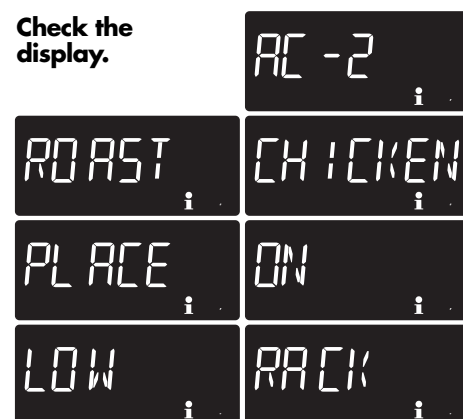 Check the
display.
AC-2
i
ROAST
i
CHICKEN
i
PLACE
i
ON
i
LOW
i
RACK
i